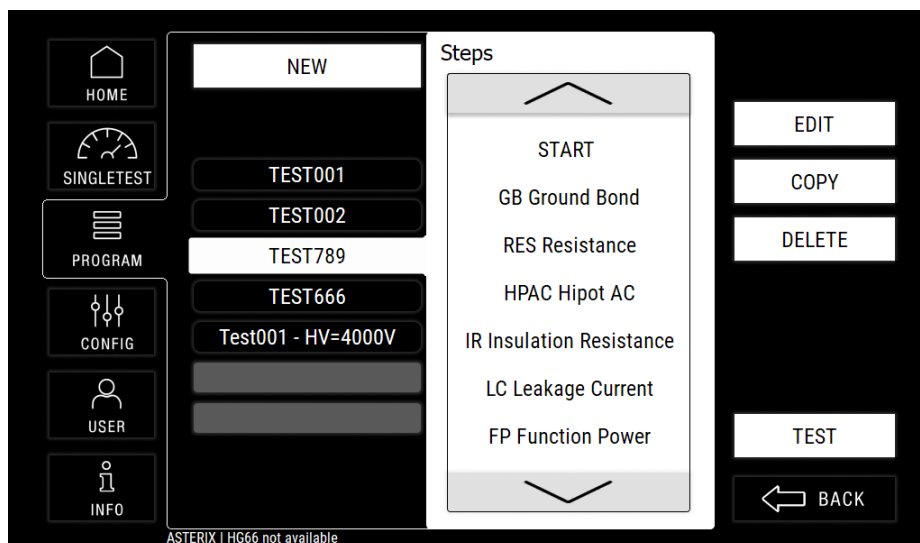 HOME
SINGLETEST
PROGRAM
CONFIG
USER
INFO
NEW
TEST001
TEST002
TEST789
TEST666
Test001 - HV=4000V
Steps
START
GB Ground Bond
RES Resistance
HPAC Hipot AC
IR Insulation Resistance
LC Leakage Current
FP Function Power
EDIT
COPY
DELETE
TEST
BACK
ASTERIX | HG66 not available